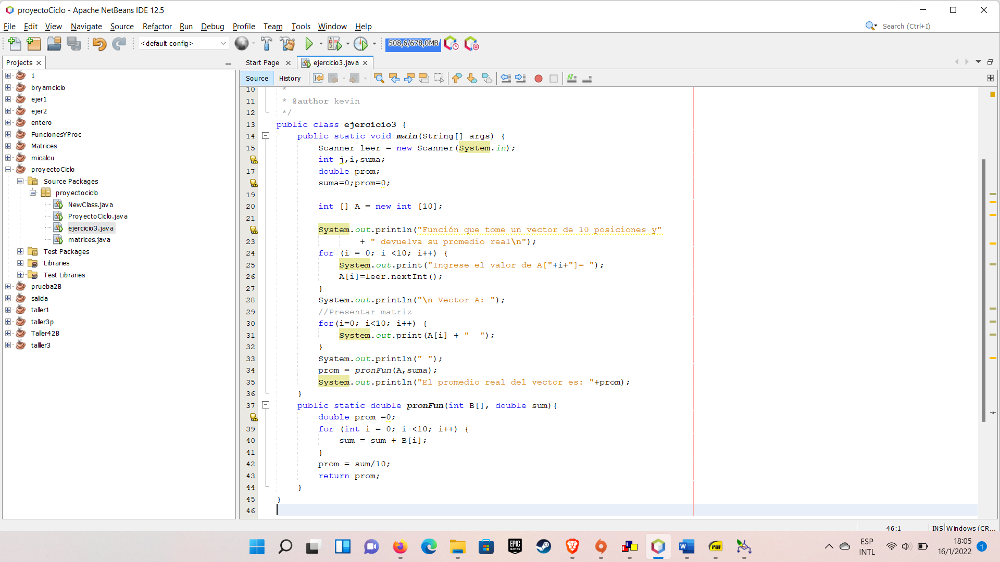 proyectoCiclo - Apache NetBeans IDE 12.5
File Edit View Navigate Source Refactor Run Debug Profile Team Tools Window Help
Search (Ctrl+I)
<default config>
508,6/678,0MB
Projects
Start Page
ejercicio3.java
Source
History
1
bryamciclo
ejer1
ejer2
entero
FuncionesYProc
Matrices
micalcu
proyectoCiclo
Source Packages
proyectociclo
NewClass.java
ProyectoCiclo.java
ejercicio3.java
matrices.java
Test Packages
Libraries
Test Libraries
prueba2B
salida
taller1
taller3p
Taller42B
talller3
10 *
11 * @author kevin
12 */
13 public class ejercicio3 {
14 public static void main(String[] args) {
15 Scanner leer = new Scanner(System.in);
int j,i,suma;
17 double prom;
suma=0;prom=0;
19
20 int [] A = new int [10];
21
System.out.println("Función que tome un vector de 10 posiciones y"
23 + " devuelva su promedio real\n");
24 for (i = 0; i <10; i++) {
25 System.out.print("Ingrese el valor de A["+i+"]= ");
26 A[i]=leer.nextInt();
27 }
28 System.out.println("\n Vector A: ");
29 //Presentar matriz
30 for(i=0; i<10; i++) {
31 System.out.print(A[i] + "  ");
32 }
33 System.out.println(" ");
34 prom = pronFun(A,suma);
35 System.out.println("El promedio real del vector es: "+prom);
36 }
37 public static double pronFun(int B[], double sum){
double prom =0;
39 for (int i = 0; i <10; i++) {
40 sum = sum + B[i];
41 }
42 prom = sum/10;
43 return prom;
44 }
45 }
46
46:1 INS Windows (CR...
EPIC GAMES
W
PDF
ESP
INTL
18:05
16/1/2022
1